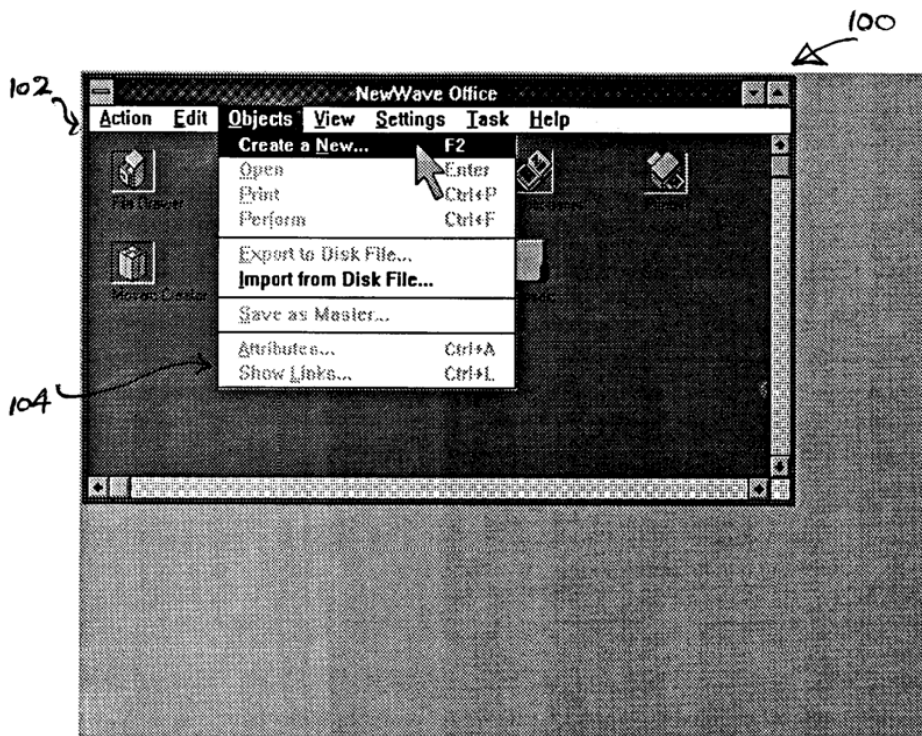 100
102
NewWave Office
Action Edit Objects View Settings Task Help
Create a New... F2
Open Enter
Print Ctrl+P
Perform Ctrl+F
File Drawer
Export to Disk File...
Import from Disk File...
Mosaic Creator
Save as Master...
Attributes... Ctrl+A
Show Links... Ctrl+L
104